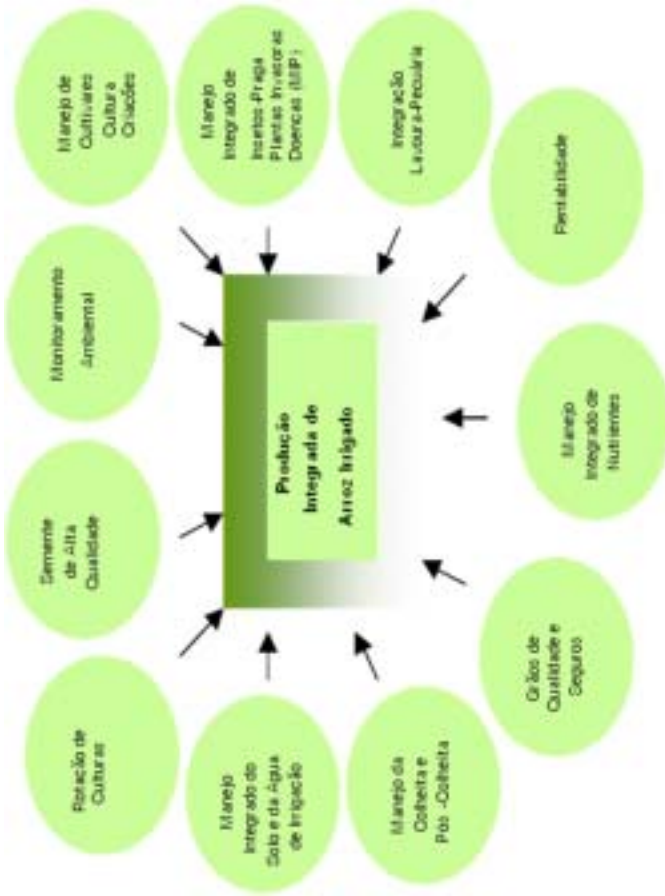 Rotação de
Culturas
Semente
de Alta
Qualidade
Monitoramento
Ambiental
Manejo de
Cultivares
Cultura
Criações
Manejo
Integrado do
Solo e da Água
de Irrigação
Produção
Integrada de
Arroz Irrigado
Manejo
Integrado de
Insetos-Praga
Plantas Invasoras
Doencas (MIP)
Manejo da
Colheita e
Pós -Colheita
Integração
Lavoura-Pecuária
Grãos de
Qualidade e
Seguros
Manejo
Integrado de
Nutrientes
Rentabilidade